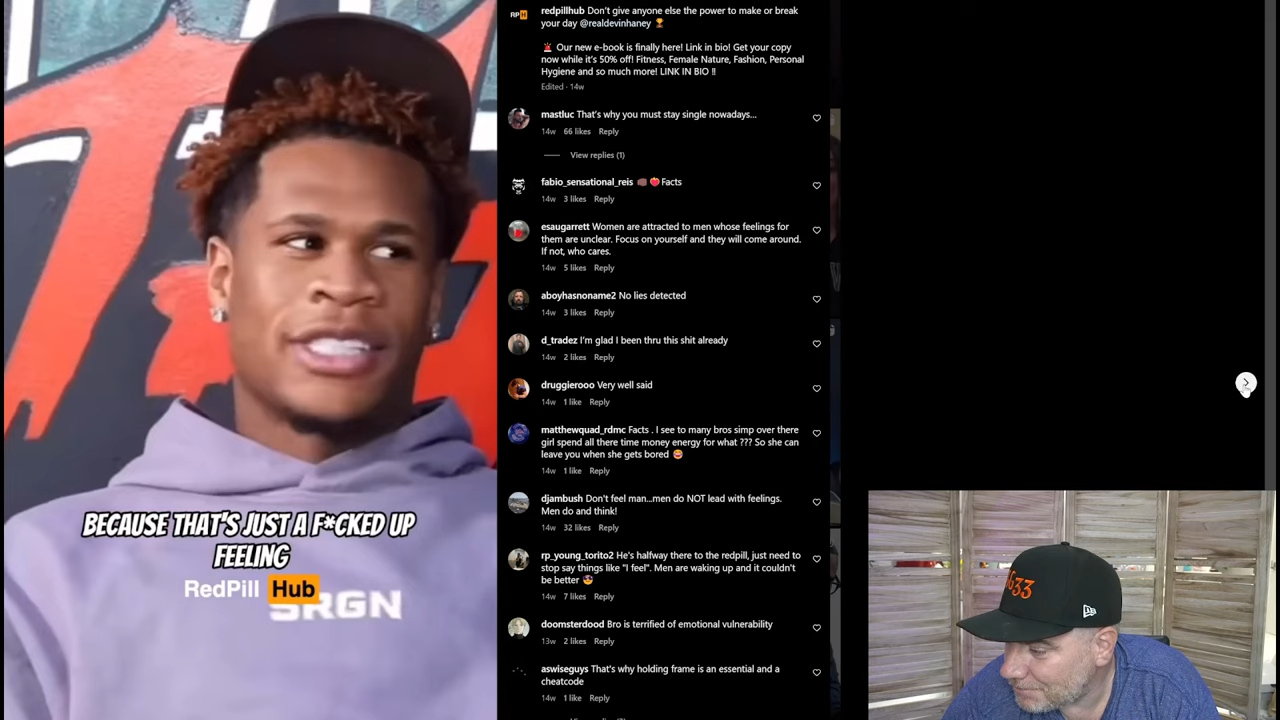 BECAUSE THAT'S JUST A F*CKED UP
FEELING
RedPill Hub
SRGN
RPH
redpillhub Don't give anyone else the power to make or break
your day @realdevinhaney 🏆
🚨 Our new e-book is finally here! Link in bio! Get your copy
now while it's 50% off! Fitness, Female Nature, Fashion, Personal
Hygiene and so much more! LINK IN BIO ‼️
Edited · 14w
mastluc That's why you must stay single nowadays...
14w 66 likes Reply
View replies (1)
fabio_sensational_reis 👊🏿❤️Facts
14w 3 likes Reply
esaugarrett Women are attracted to men whose feelings for
them are unclear. Focus on yourself and they will come around.
If not, who cares.
14w 5 likes Reply
aboyhasnoname2 No lies detected
14w 3 likes Reply
d_tradez I'm glad I been thru this shit already
14w 2 likes Reply
druggierooo Very well said
14w 1 like Reply
matthewquad_rdmc Facts . I see to many bros simp over there
girl spend all there time money energy for what ??? So she can
leave you when she gets bored 😂
14w 1 like Reply
djambush Don't feel man...men do NOT lead with feelings.
Men do and think!
14w 32 likes Reply
rp_young_torito2 He's halfway there to the redpill, just need to
stop say things like "I feel". Men are waking up and it couldn't
be better 😎
14w 7 likes Reply
doomsterdood Bro is terrified of emotional vulnerability
13w 2 likes Reply
aswiseguys That's why holding frame is an essential and a
cheatcode
14w 1 like Reply